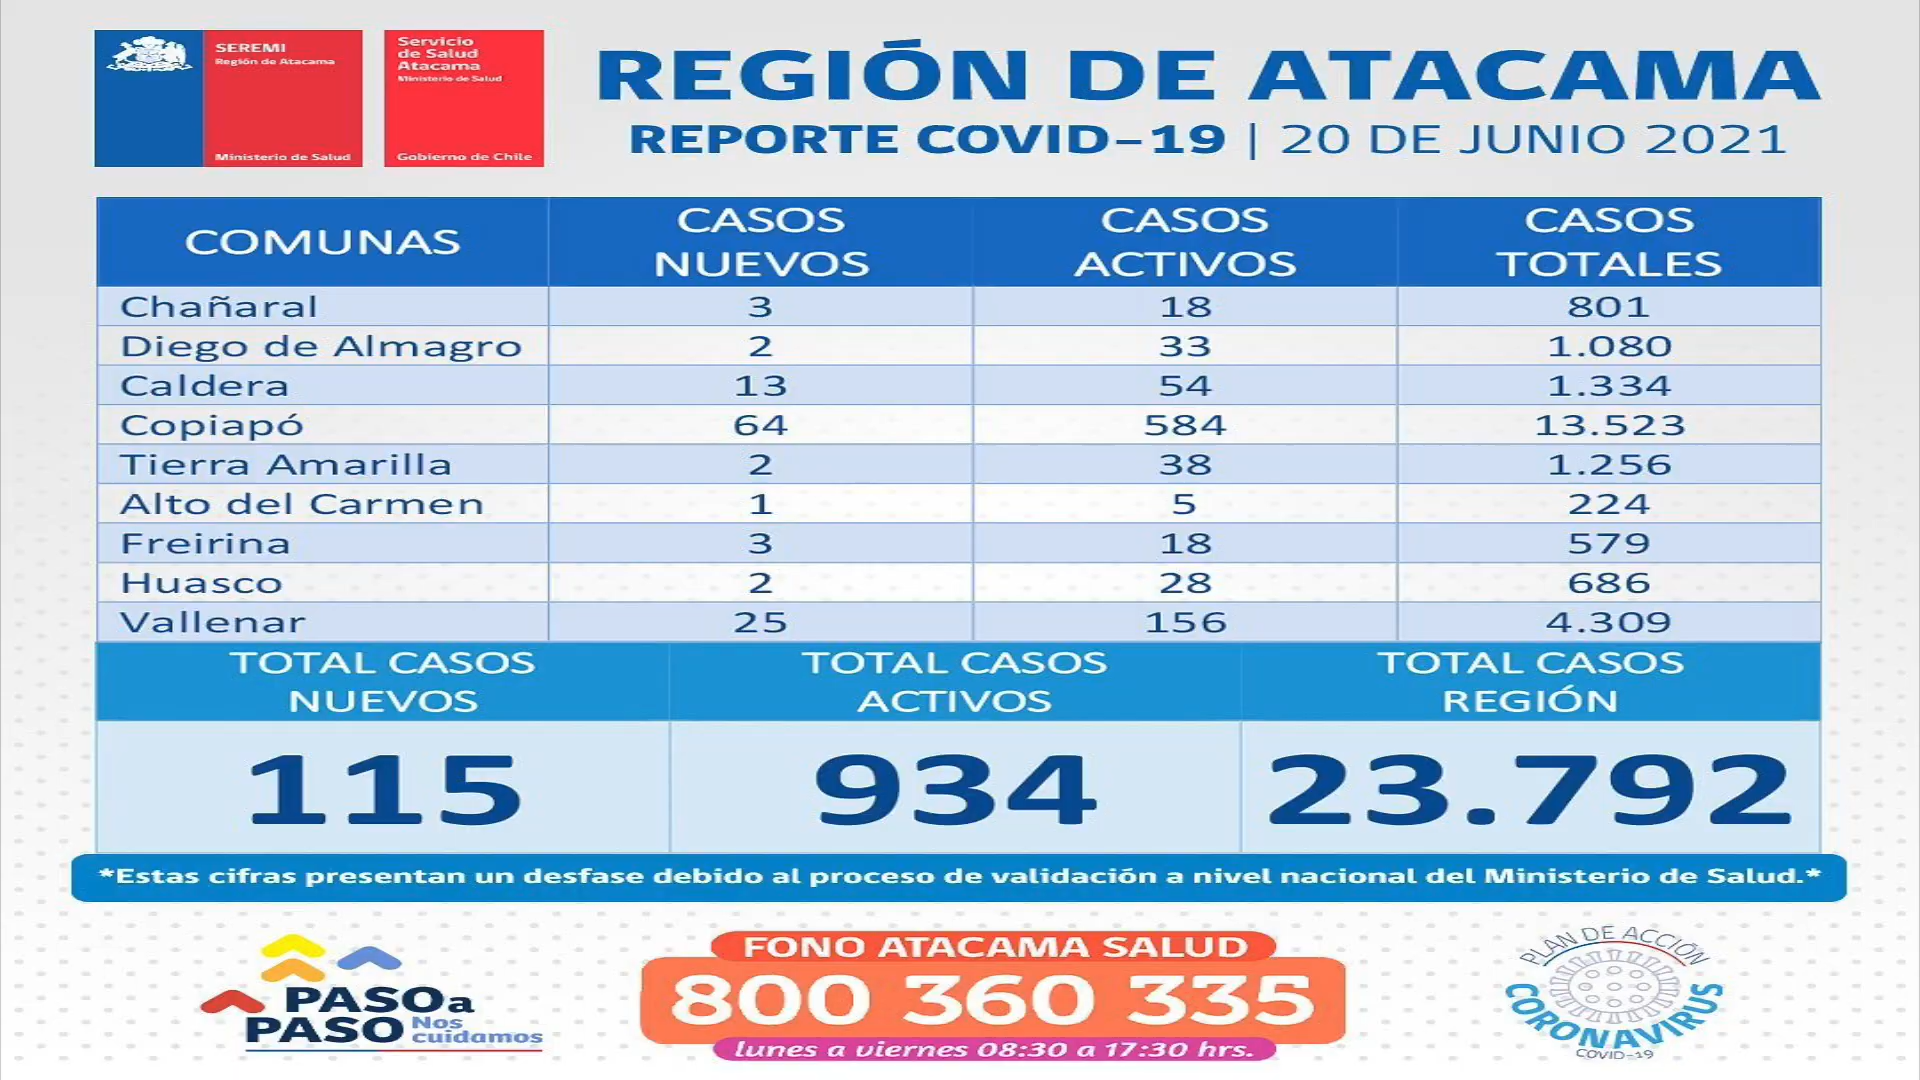 SEREMI
Región de Atacama
Ministerio de Salud
Servicio
de Salud
Atacama
Ministerio de Salud
Gobierno de Chile
REGIÓN DE ATACAMA
REPORTE COVID-19 | 20 DE JUNIO 2021
COMUNAS CASOS NUEVOS CASOS ACTIVOS CASOS TOTALES
Chañaral 3 18 801
Diego de Almagro 2 33 1.080
Caldera 13 54 1.334
Copiapó 64 584 13.523
Tierra Amarilla 2 38 1.256
Alto del Carmen 1 5 224
Freirina 3 18 579
Huasco 2 28 686
Vallenar 25 156 4.309
TOTAL CASOS NUEVOS TOTAL CASOS ACTIVOS TOTAL CASOS REGIÓN
115 934 23.792
*Estas cifras presentan un desfase debido al proceso de validación a nivel nacional del Ministerio de Salud.*
PASO a
PASO Nos cuidamos
FONO ATACAMA SALUD
800 360 335
lunes a viernes 08:30 a 17:30 hrs.
PLAN DE ACCIÓN
CORONAVIRUS
COVID-19